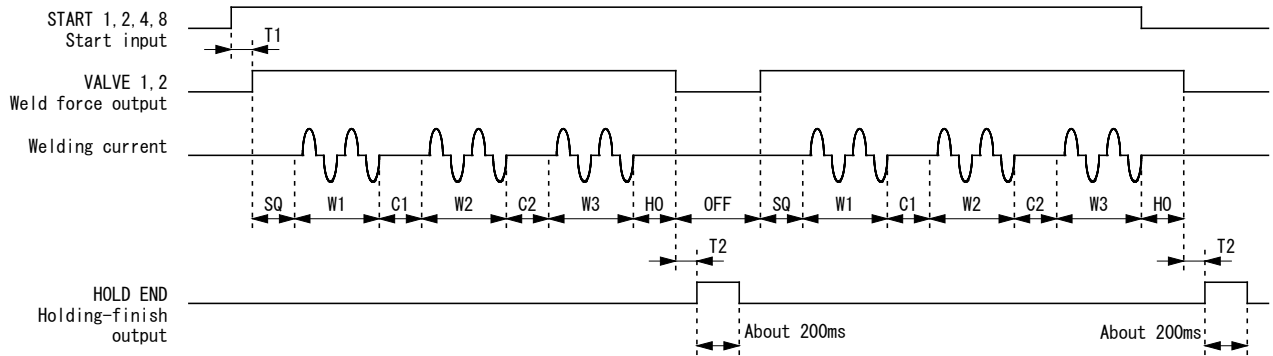 START 1,2,4,8
Start input
T1
VALVE 1,2
Weld force output
Welding current
SQ W1 C1 W2 C2 W3 HO OFF SQ W1 C1 W2 C2 W3 HO
T2 T2
HOLD END
Holding-finish
output
About 200ms About 200ms